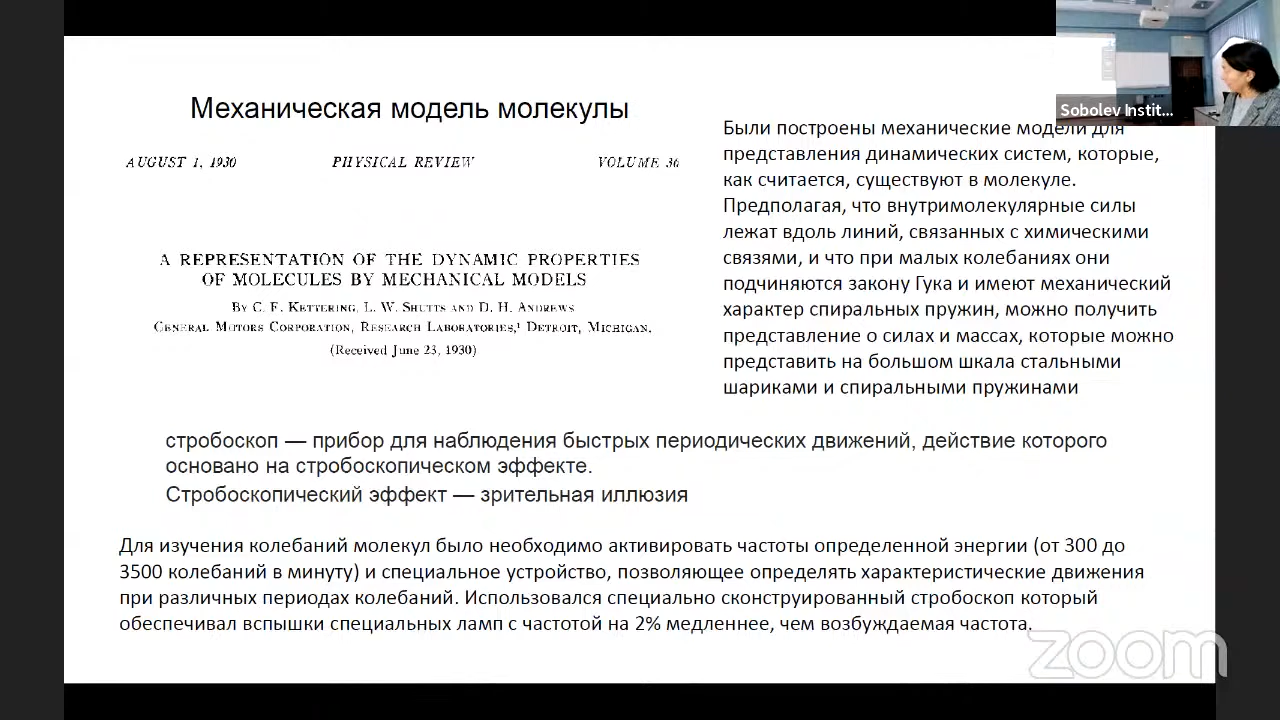 Механическая модель молекулы
AUGUST 1, 1930 PHYSICAL REVIEW VOLUME 36
A REPRESENTATION OF THE DYNAMIC PROPERTIES
OF MOLECULES BY MECHANICAL MODELS
By C. F. Kettering, L. W. Shutts and D. H. Andrews
General Motors Corporation, Research Laboratories,¹ Detroit, Michigan.
(Received June 23, 1930)
Sobolev Instit...
Были построены механические модели для
представления динамических систем, которые,
как считается, существуют в молекуле.
Предполагая, что внутримолекулярные силы
лежат вдоль линий, связанных с химическими
связями, и что при малых колебаниях они
подчиняются закону Гука и имеют механический
характер спиральных пружин, можно получить
представление о силах и массах, которые можно
представить на большом шкала стальными
шариками и спиральными пружинами
стробоскоп — прибор для наблюдения быстрых периодических движений, действие которого
основано на стробоскопическом эффекте.
Стробоскопический эффект — зрительная иллюзия
Для изучения колебаний молекул было необходимо активировать частоты определенной энергии (от 300 до
3500 колебаний в минуту) и специальное устройство, позволяющее определять характеристические движения
при различных периодах колебаний. Использовался специально сконструированный стробоскоп который
обеспечивал вспышки специальных ламп с частотой на 2% медленнее, чем возбуждаемая частота.
zoom